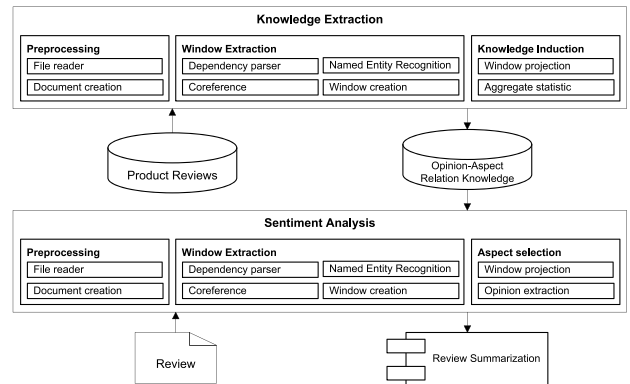 Knowledge Extraction
Preprocessing
File reader
Document creation
Window Extraction
Dependency parser
Named Entity Recognition
Coreference
Window creation
Knowledge Induction
Window projection
Aggregate statistic
Product Reviews
Opinion-Aspect
Relation Knowledge
Sentiment Analysis
Preprocessing
File reader
Document creation
Window Extraction
Dependency parser
Named Entity Recognition
Coreference
Window creation
Aspect selection
Window projection
Opinion extraction
Review
Review Summarization